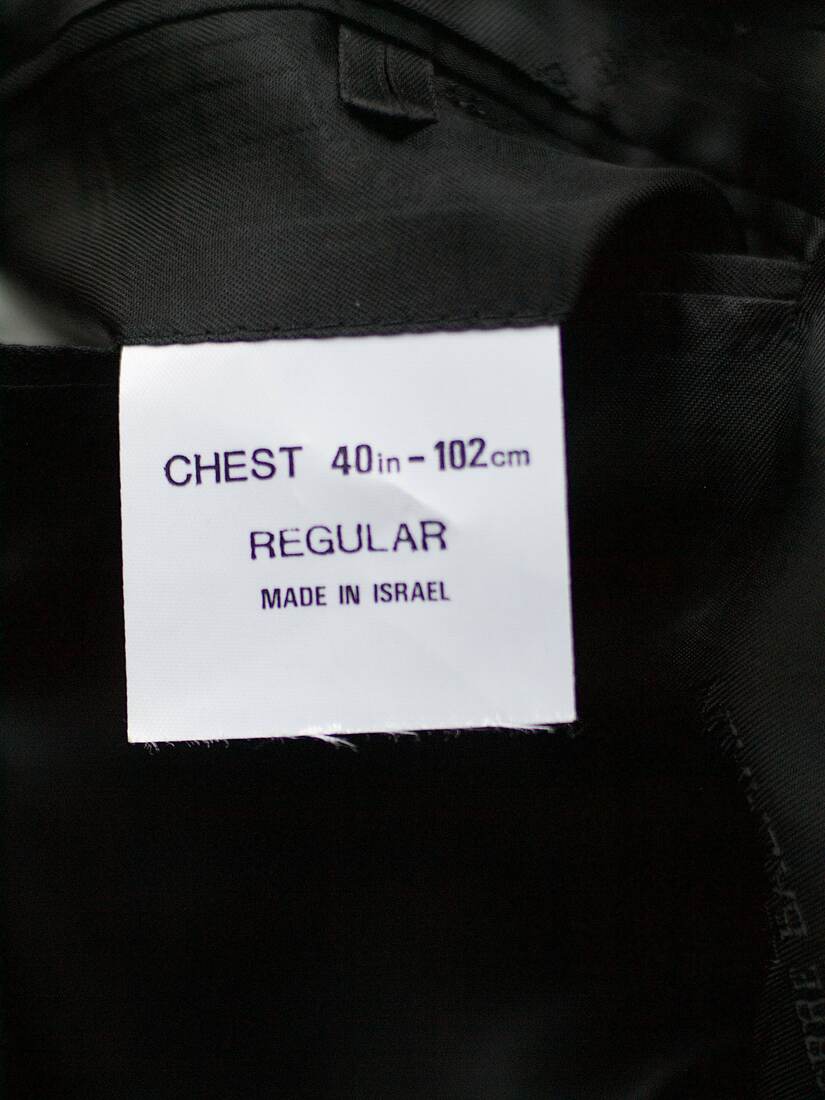 CHEST 40in-102cm
REGULAR
MADE IN ISRAEL